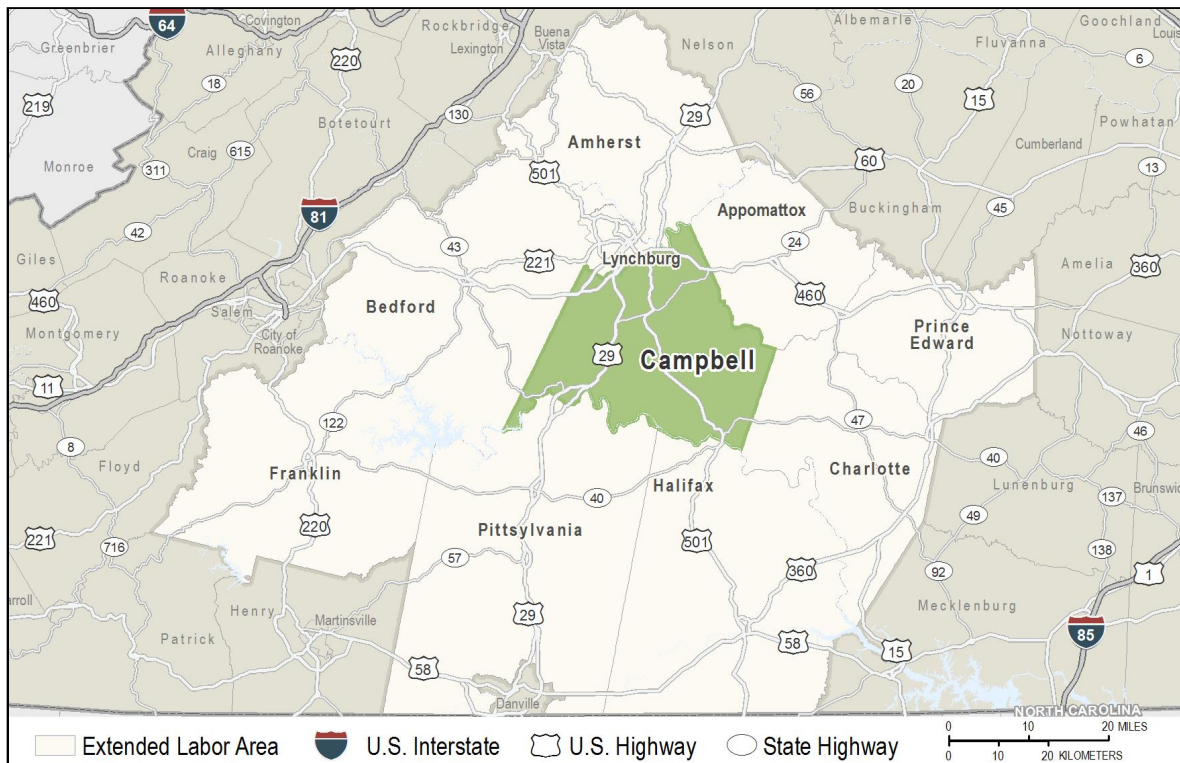 64
Covington
Rockbridge
Buena
Vista
Albemarle
Goochland
Louis
Greenbrier
Alleghany
220
Lexington
Nelson
Fluvanna
6
219
18
130
29
56
20
15
Powhatan
Botetourt
Amherst
Cumberland
Monroe
Craig
615
501
60
13
311
81
Appomattox
Buckingham
45
42
43
221
Lynchburg
24
Giles
Roanoke
Amelia
360
460
Salem
Bedford
460
Montgomery
City of
Roanoke
Prince
Edward
Nottoway
11
29
Campbell
8
122
47
46
Floyd
Franklin
Halifax
Charlotte
40
Lunenburg
137
Brunswick
40
221
220
Pittsylvania
49
716
57
501
360
138
1
92
arroll
Henry
Martinsville
29
Mecklenburg
85
Patrick
58
58
15
Danville
NORTH CAROLINA
Extended Labor Area
U.S. Interstate
U.S. Highway
State Highway
0 10 20 MILES
0 10 20 KILOMETERS